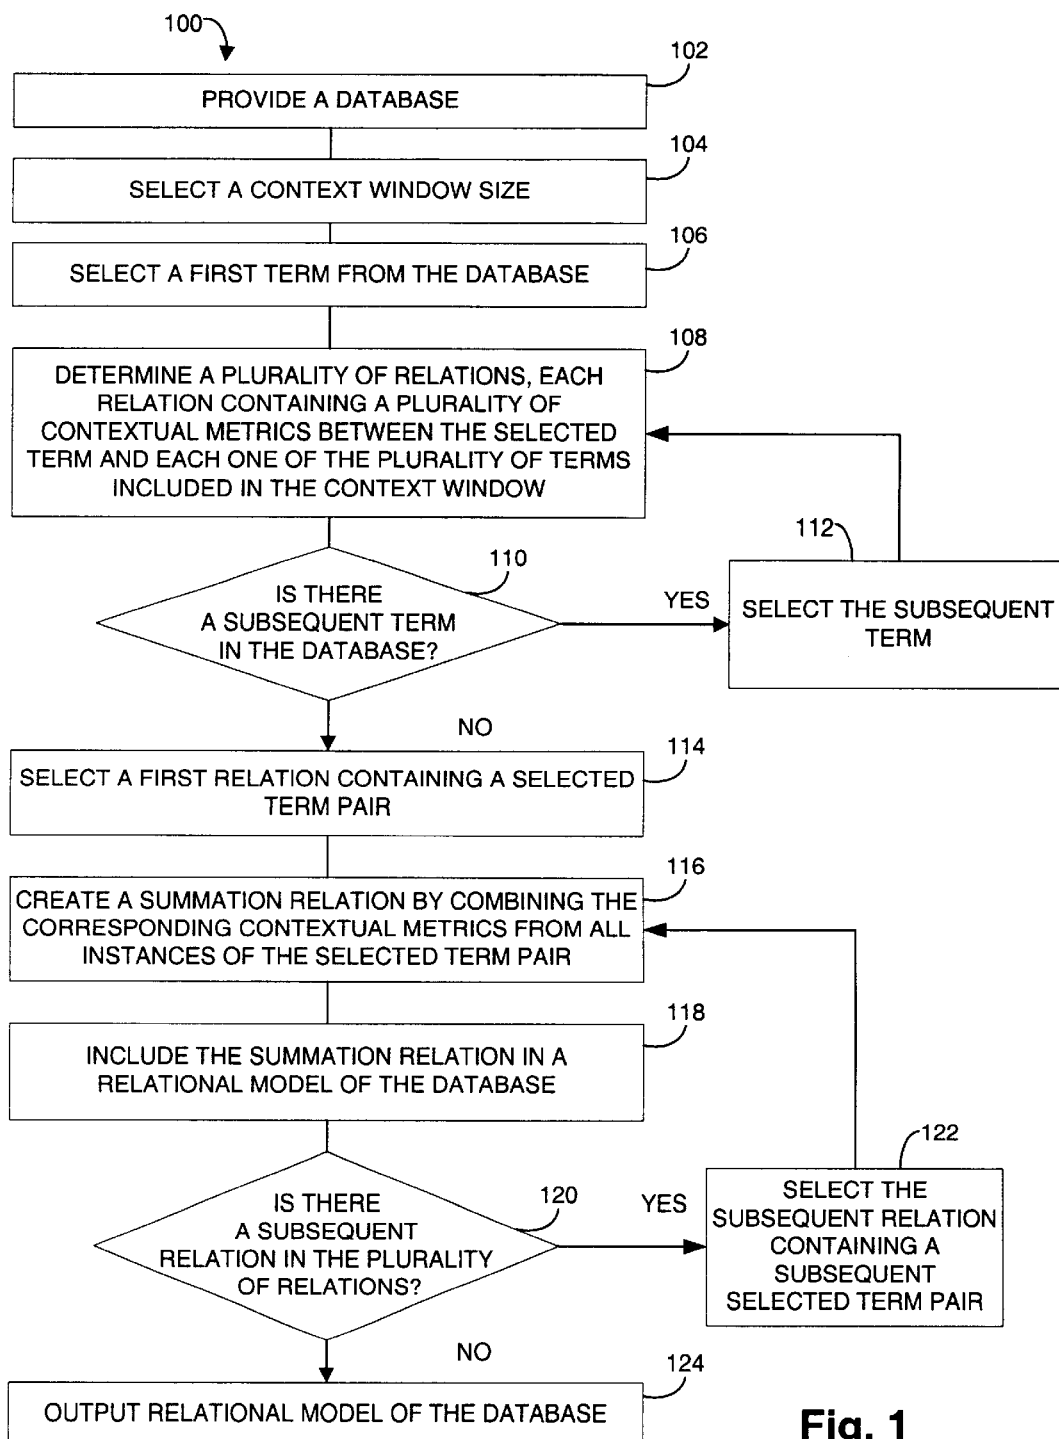 100
102
PROVIDE A DATABASE
104
SELECT A CONTEXT WINDOW SIZE
106
SELECT A FIRST TERM FROM THE DATABASE
108
DETERMINE A PLURALITY OF RELATIONS, EACH
RELATION CONTAINING A PLURALITY OF
CONTEXTUAL METRICS BETWEEN THE SELECTED
TERM AND EACH ONE OF THE PLURALITY OF TERMS
INCLUDED IN THE CONTEXT WINDOW
110
IS THERE
A SUBSEQUENT TERM
IN THE DATABASE?
YES
112
SELECT THE SUBSEQUENT
TERM
NO
114
SELECT A FIRST RELATION CONTAINING A SELECTED
TERM PAIR
116
CREATE A SUMMATION RELATION BY COMBINING THE
CORRESPONDING CONTEXTUAL METRICS FROM ALL
INSTANCES OF THE SELECTED TERM PAIR
118
INCLUDE THE SUMMATION RELATION IN A
RELATIONAL MODEL OF THE DATABASE
120
IS THERE
A SUBSEQUENT
RELATION IN THE PLURALITY
OF RELATIONS?
YES
122
SELECT THE
SUBSEQUENT RELATION
CONTAINING A
SUBSEQUENT
SELECTED TERM PAIR
NO
124
OUTPUT RELATIONAL MODEL OF THE DATABASE
Fig. 1